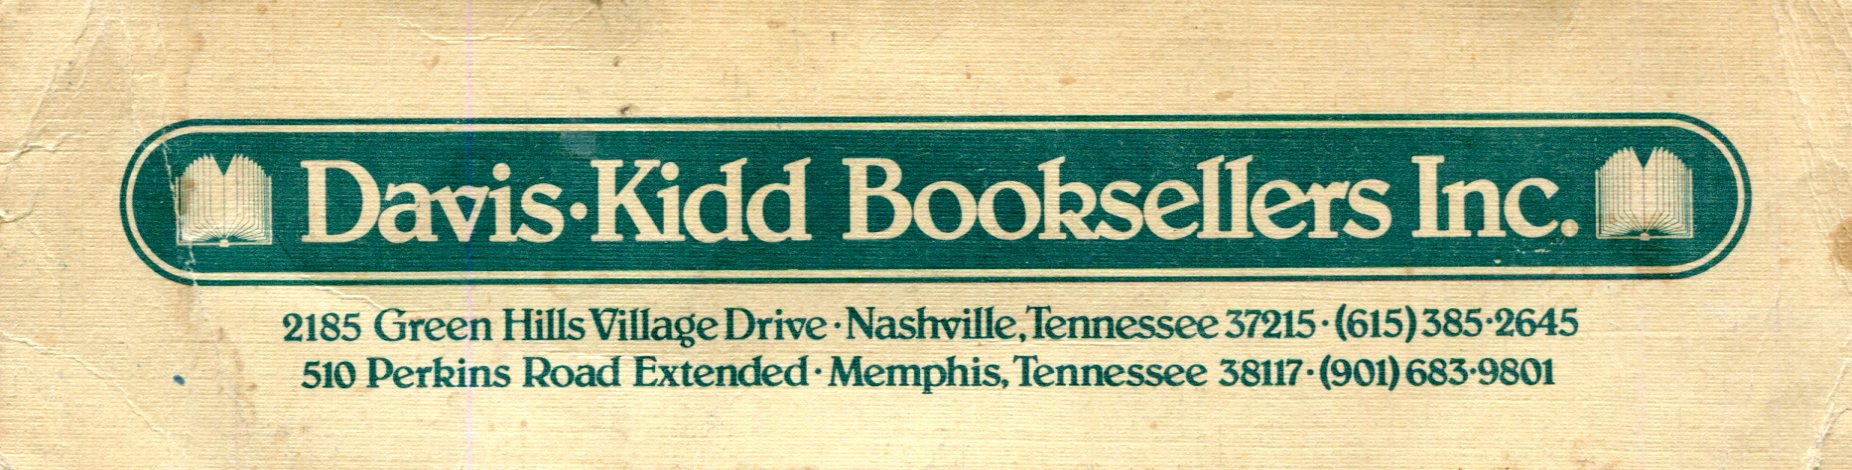 Davis·Kidd Booksellers Inc.
2185 Green Hills Village Drive·Nashville, Tennessee 37215·(615) 385·2645
510 Perkins Road Extended·Memphis, Tennessee 38117·(901) 683·9801